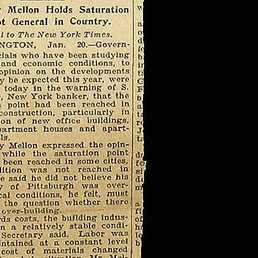 Mellon Holds Saturation
ot General in Country.
l to The New York Times.
NGTON, Jan. 20.—Govern-
cials who have been studying
and economic conditions, to
opinion on the developments
y be expected this year, were
today in the warning of S.
, New York banker, that the
point had been reached in
construction, particularly in
on of new office buildings,
partment houses and apart-
s.
y Mellon expressed the opin-
while the saturation point
been reached in some cities,
dition was not reached in
e said he did not believe his
y of Pittsburgh was over-
cal conditions, he felt, must
the question whether there
over-building.
rds costs, the building indus-
n a relatively stable condi-
Secretary said. Labor was
ntained at a constant level
cost of materials changed